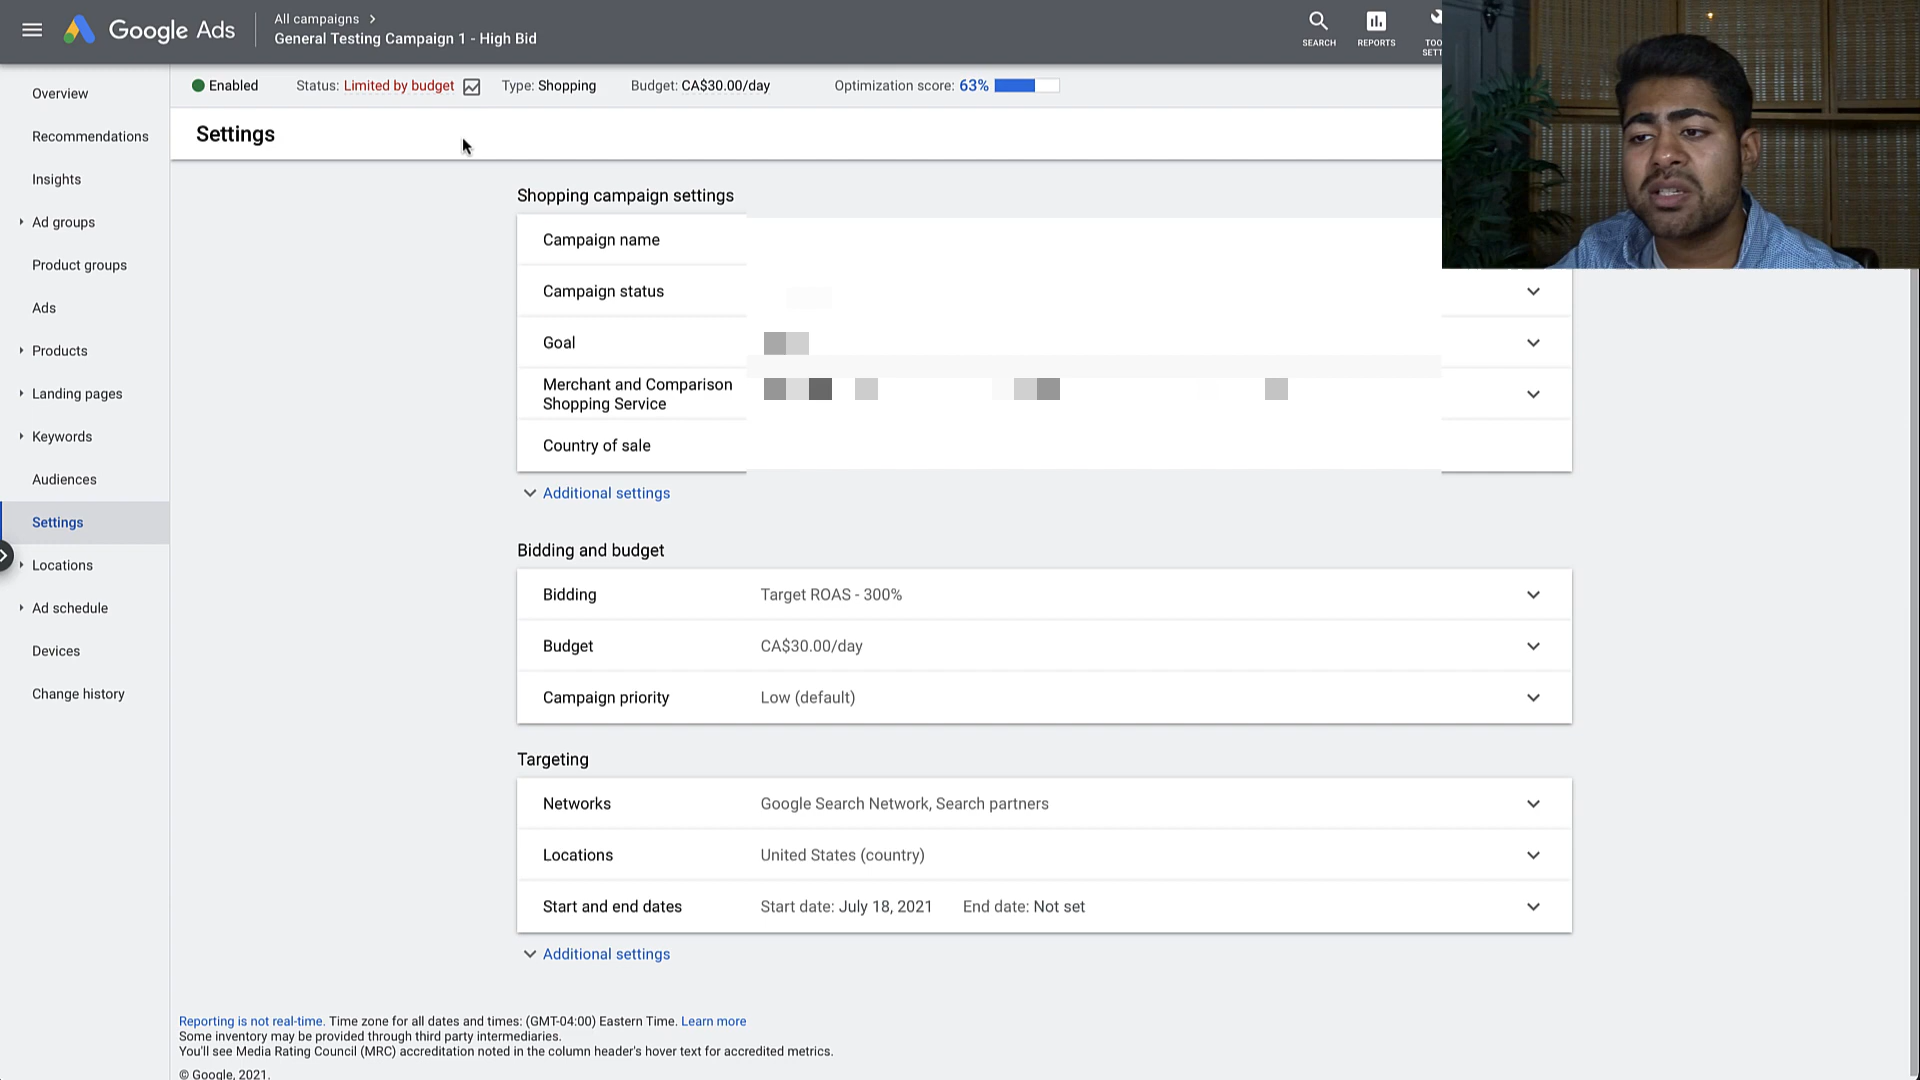 Google Ads
All campaigns
General Testing Campaign 1 - High Bid
SEARCH
REPORTS
TOO
SETT
Enabled
Status: Limited by budget
Type: Shopping
Budget: CA$30.00/day
Optimization score: 63%
Overview
Recommendations
Insights
Ad groups
Product groups
Ads
Products
Landing pages
Keywords
Audiences
Settings
Locations
Ad schedule
Devices
Change history
Settings
Shopping campaign settings
Campaign name
Campaign status
Goal
Merchant and Comparison
Shopping Service
Country of sale
Additional settings
Bidding and budget
Bidding Target ROAS - 300%
Budget CA$30.00/day
Campaign priority Low (default)
Targeting
Networks Google Search Network, Search partners
Locations United States (country)
Start and end dates Start date: July 18, 2021 End date: Not set
Additional settings
Reporting is not real-time. Time zone for all dates and times: (GMT-04:00) Eastern Time. Learn more
Some inventory may be provided through third party intermediaries.
You'll see Media Rating Council (MRC) accreditation noted in the column header's hover text for accredited metrics.
© Google, 2021.